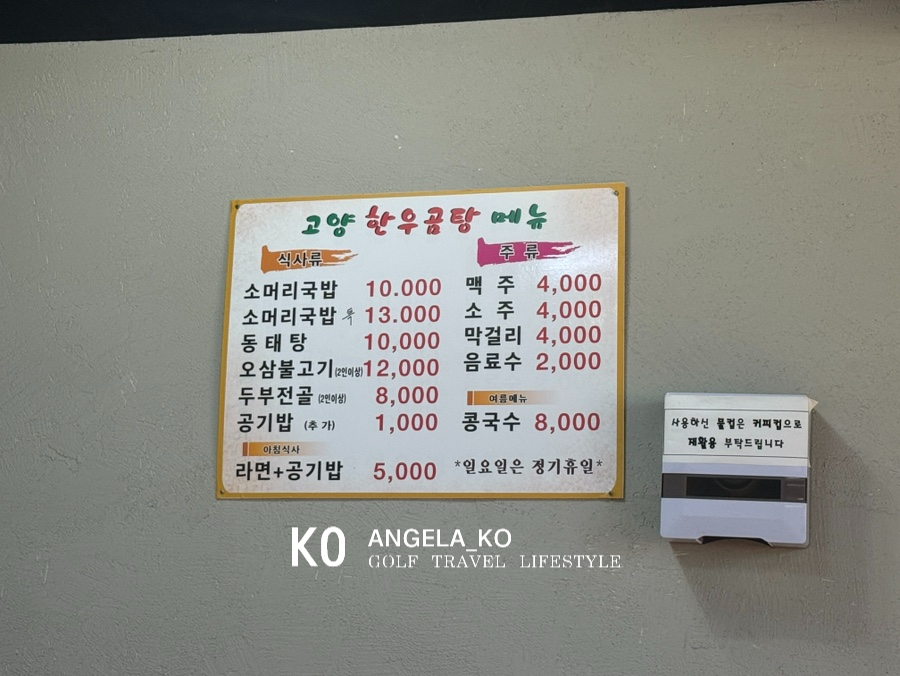 고양 한우곰탕 메뉴
식사류
소머리국밥 10.000
소머리국밥 특 13.000
동태탕 10,000
오삼불고기(2인이상) 12,000
두부전골 (2인이상) 8,000
공기밥 (추가) 1,000
아침식사
라면+공기밥 5,000
주류
맥주 4,000
소주 4,000
막걸리 4,000
음료수 2,000
여름메뉴
콩국수 8,000
*일요일은 정기휴일*
사용하신 물컵은 커피컵으로
재활용 부탁드립니다
KO
ANGELA_KO
GOLF TRAVEL LIFESTYLE